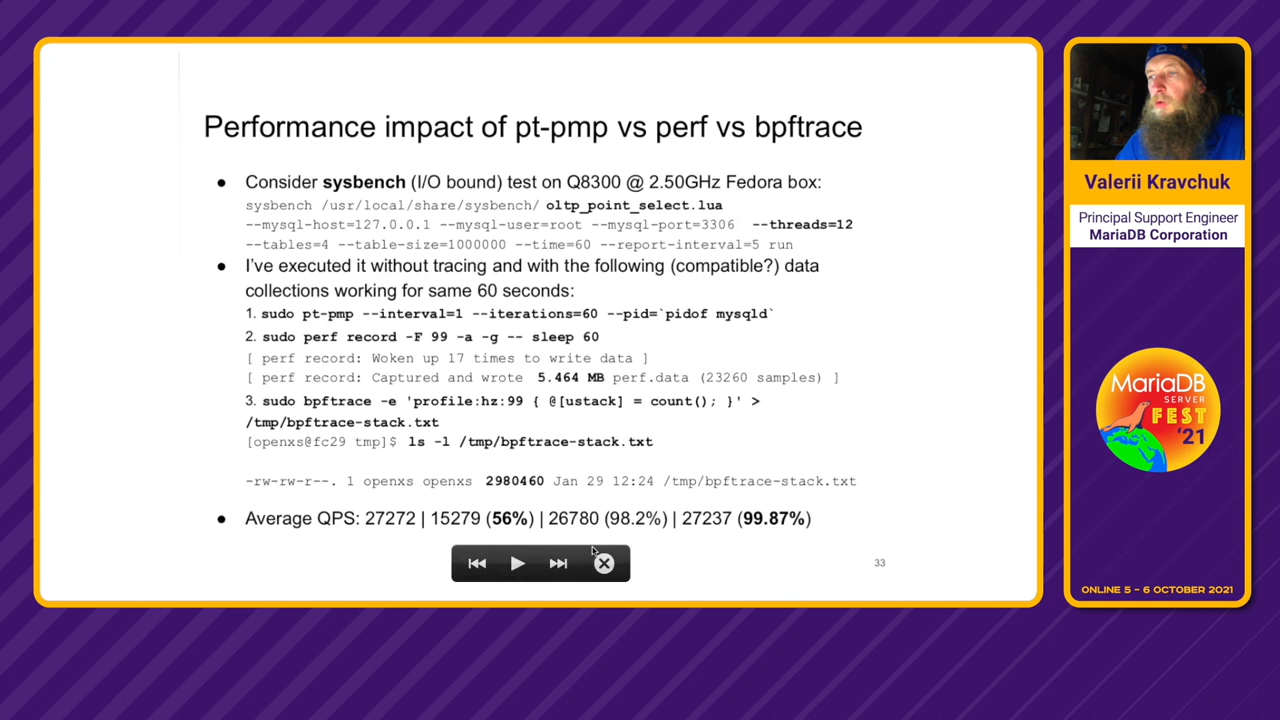 Performance impact of pt-pmp vs perf vs bpftrace
● Consider sysbench (I/O bound) test on Q8300 @ 2.50GHz Fedora box:
sysbench /usr/local/share/sysbench/ oltp_point_select.lua
--mysql-host=127.0.0.1 --mysql-user=root --mysql-port=3306 --threads=12
--tables=4 --table-size=1000000 --time=60 --report-interval=5 run
● I've executed it without tracing and with the following (compatible?) data
collections working for same 60 seconds:
1. sudo pt-pmp --interval=1 --iterations=60 --pid=`pidof mysqld`
2. sudo perf record -F 99 -a -g -- sleep 60
[ perf record: Woken up 17 times to write data ]
[ perf record: Captured and wrote 5.464 MB perf.data (23260 samples) ]
3. sudo bpftrace -e 'profile:hz:99 { @[ustack] = count(); }' >
/tmp/bpftrace-stack.txt
[openxs@fc29 tmp]$ ls -l /tmp/bpftrace-stack.txt
-rw-rw-r--. 1 openxs openxs 2980460 Jan 29 12:24 /tmp/bpftrace-stack.txt
● Average QPS: 27272 | 15279 (56%) | 26780 (98.2%) | 27237 (99.87%)
33
Valerii Kravchuk
Principal Support Engineer
MariaDB Corporation
MariaDB
SERVER
FEST
'21
ONLINE 5 – 6 OCTOBER 2021